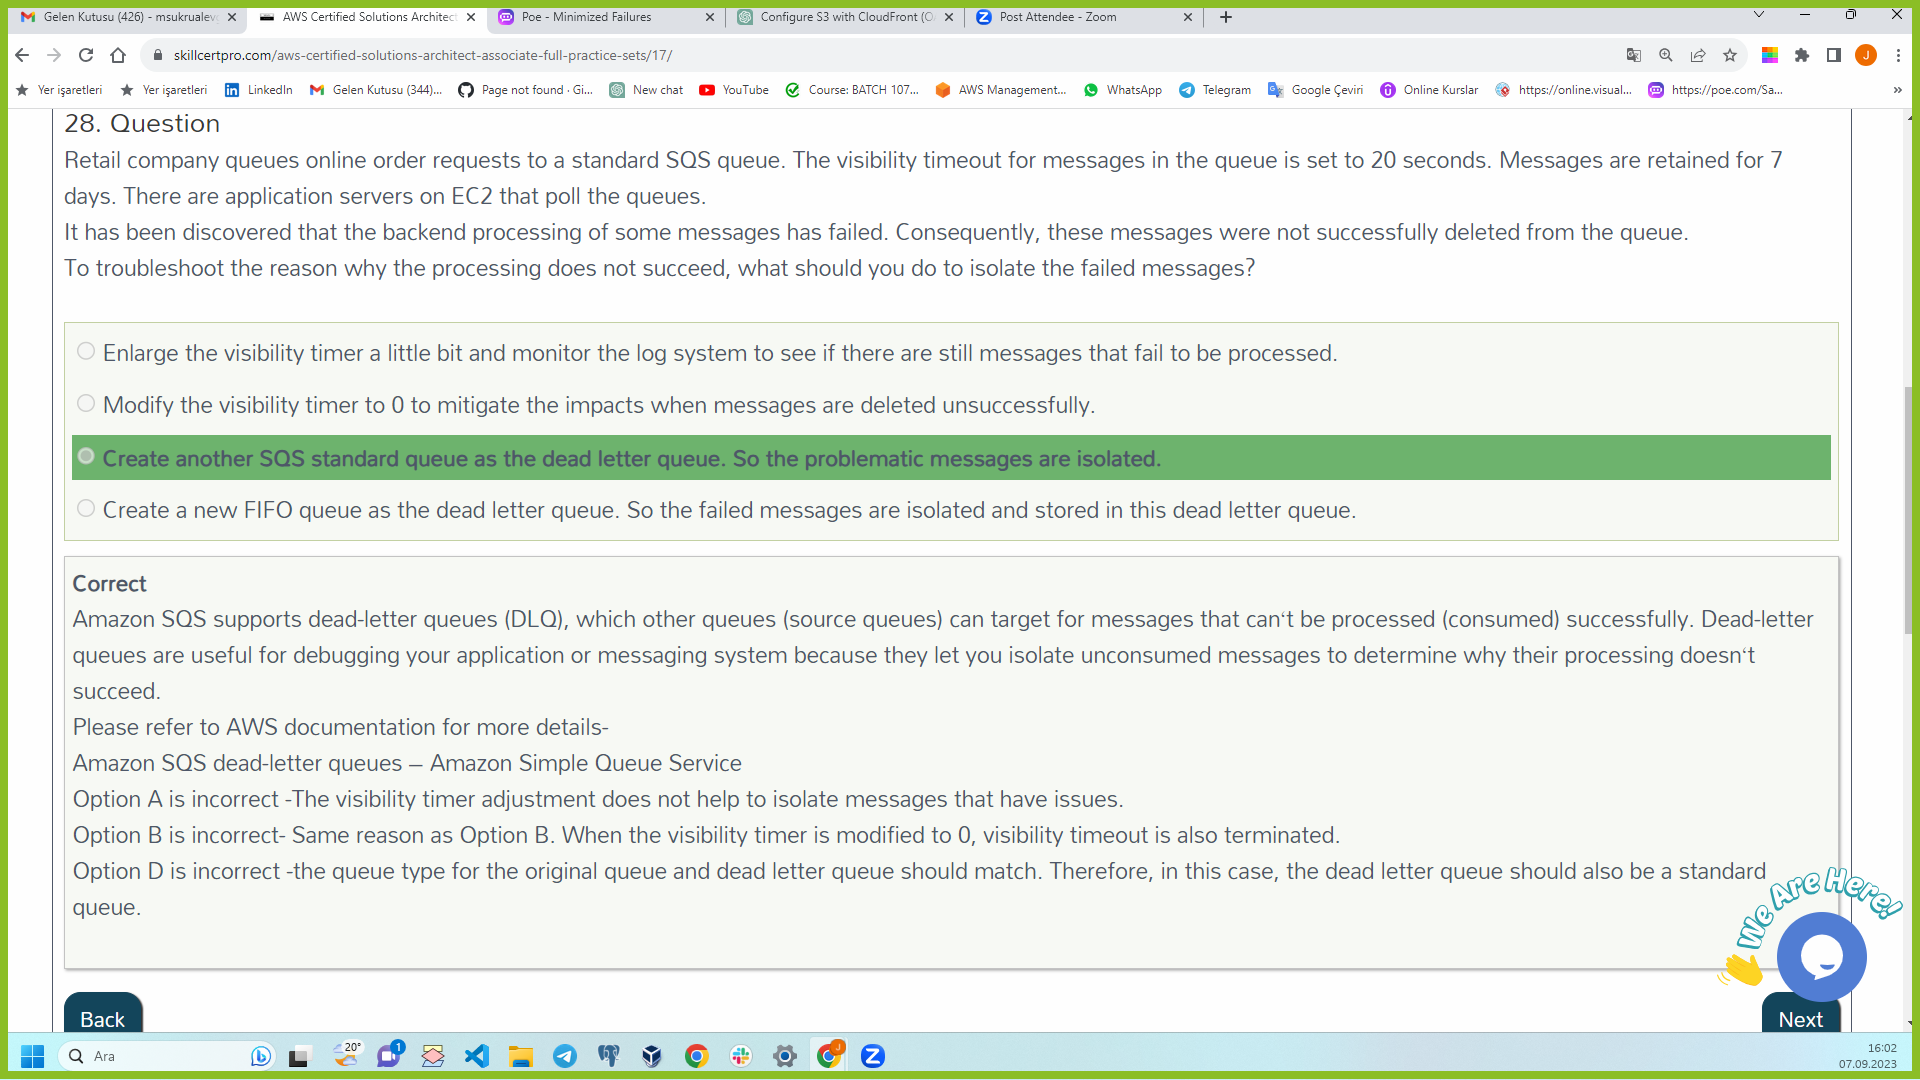 Gelen Kutusu (426) - msukrualev
AWS Certified Solutions Architect
Poe - Minimized Failures
Configure S3 with CloudFront (O
Post Attendee - Zoom
skillcertpro.com/aws-certified-solutions-architect-associate-full-practice-sets/17/
J
Yer işaretleri
Yer işaretleri
LinkedIn
Gelen Kutusu (344)...
Page not found · Gi...
New chat
YouTube
Course: BATCH 107...
AWS Management...
WhatsApp
Telegram
Google Çeviri
Online Kurslar
https://online.visual...
https://poe.com/Sa...
28. Question
Retail company queues online order requests to a standard SQS queue. The visibility timeout for messages in the queue is set to 20 seconds. Messages are retained for 7
days. There are application servers on EC2 that poll the queues.
It has been discovered that the backend processing of some messages has failed. Consequently, these messages were not successfully deleted from the queue.
To troubleshoot the reason why the processing does not succeed, what should you do to isolate the failed messages?
Enlarge the visibility timer a little bit and monitor the log system to see if there are still messages that fail to be processed.
Modify the visibility timer to 0 to mitigate the impacts when messages are deleted unsuccessfully.
Create another SQS standard queue as the dead letter queue. So the problematic messages are isolated.
Create a new FIFO queue as the dead letter queue. So the failed messages are isolated and stored in this dead letter queue.
Correct
Amazon SQS supports dead-letter queues (DLQ), which other queues (source queues) can target for messages that can‘t be processed (consumed) successfully. Dead-letter
queues are useful for debugging your application or messaging system because they let you isolate unconsumed messages to determine why their processing doesn‘t
succeed.
Please refer to AWS documentation for more details-
Amazon SQS dead-letter queues – Amazon Simple Queue Service
Option A is incorrect -The visibility timer adjustment does not help to isolate messages that have issues.
Option B is incorrect- Same reason as Option B. When the visibility timer is modified to 0, visibility timeout is also terminated.
Option D is incorrect -the queue type for the original queue and dead letter queue should match. Therefore, in this case, the dead letter queue should also be a standard
queue.
We Are Here!
Back
Next
Ara
20°
1
J
16:02
07.09.2023